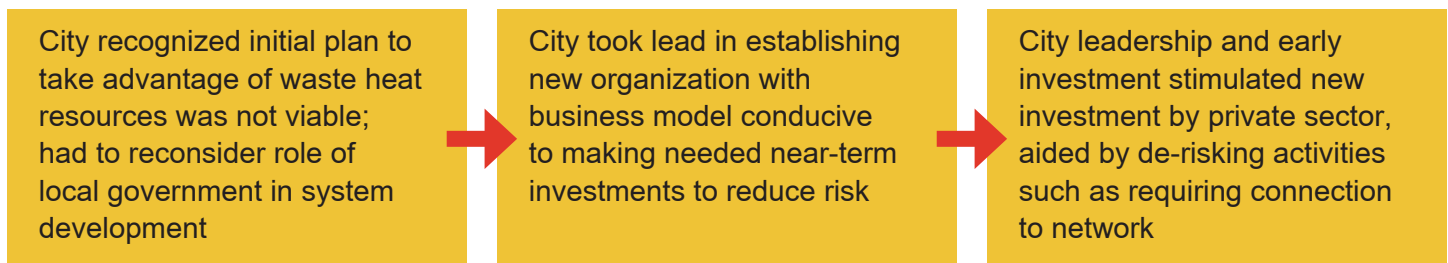 City recognized initial plan to
take advantage of waste heat
resources was not viable;
had to reconsider role of
local government in system
development
City took lead in establishing
new organization with
business model conducive
to making needed near-term
investments to reduce risk
City leadership and early
investment stimulated new
investment by private sector,
aided by de-risking activities
such as requiring connection
to network